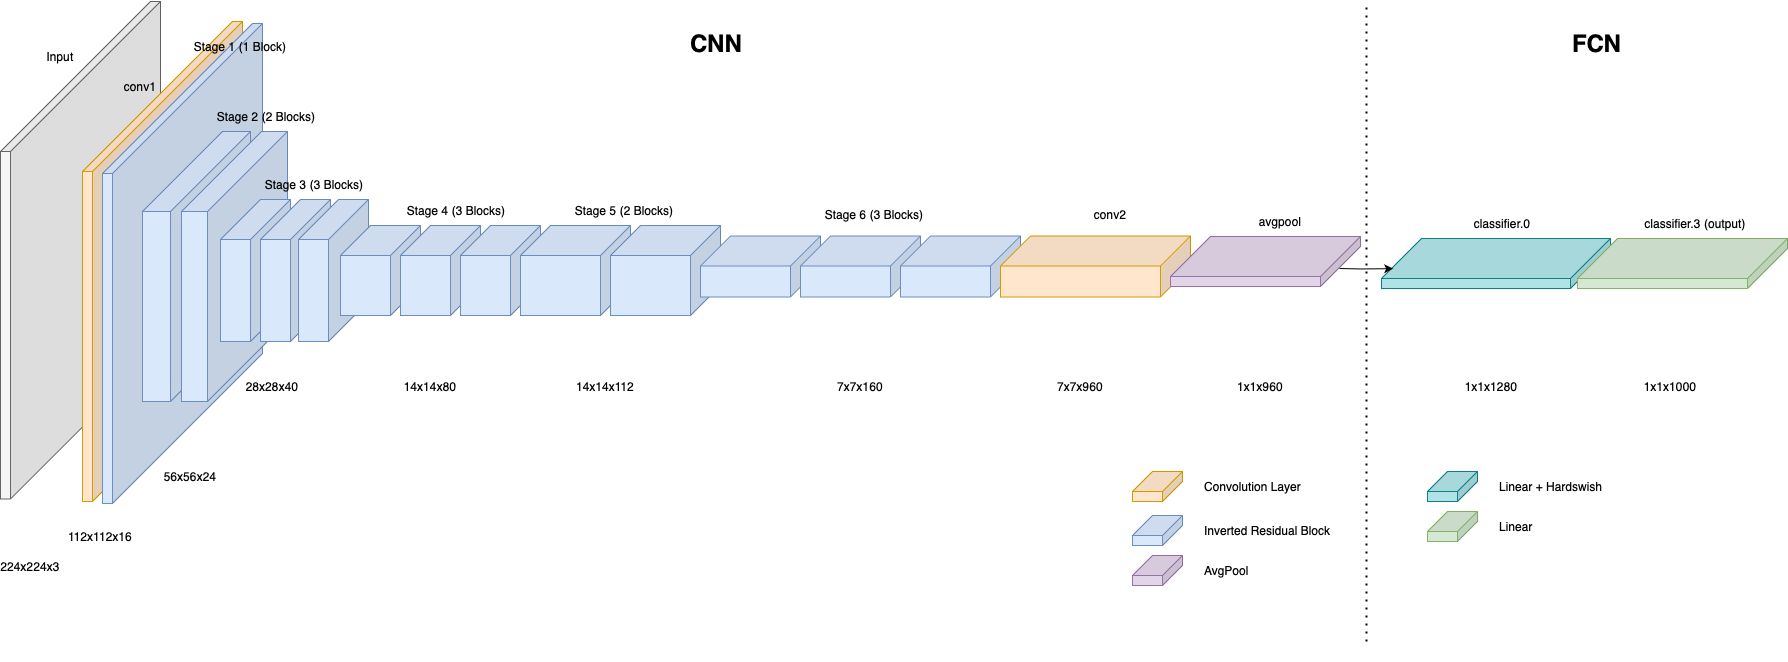 CNN
FCN
Input
conv1
Stage 1 (1 Block)
Stage 2 (2 Blocks)
Stage 3 (3 Blocks)
Stage 4 (3 Blocks)
Stage 5 (2 Blocks)
Stage 6 (3 Blocks)
conv2
avgpool
classifier.0
classifier.3 (output)
224x224x3
112x112x16
56x56x24
28x28x40
14x14x80
14x14x112
7x7x160
7x7x960
1x1x960
1x1x1280
1x1x1000
Convolution Layer
Inverted Residual Block
AvgPool
Linear + Hardswish
Linear